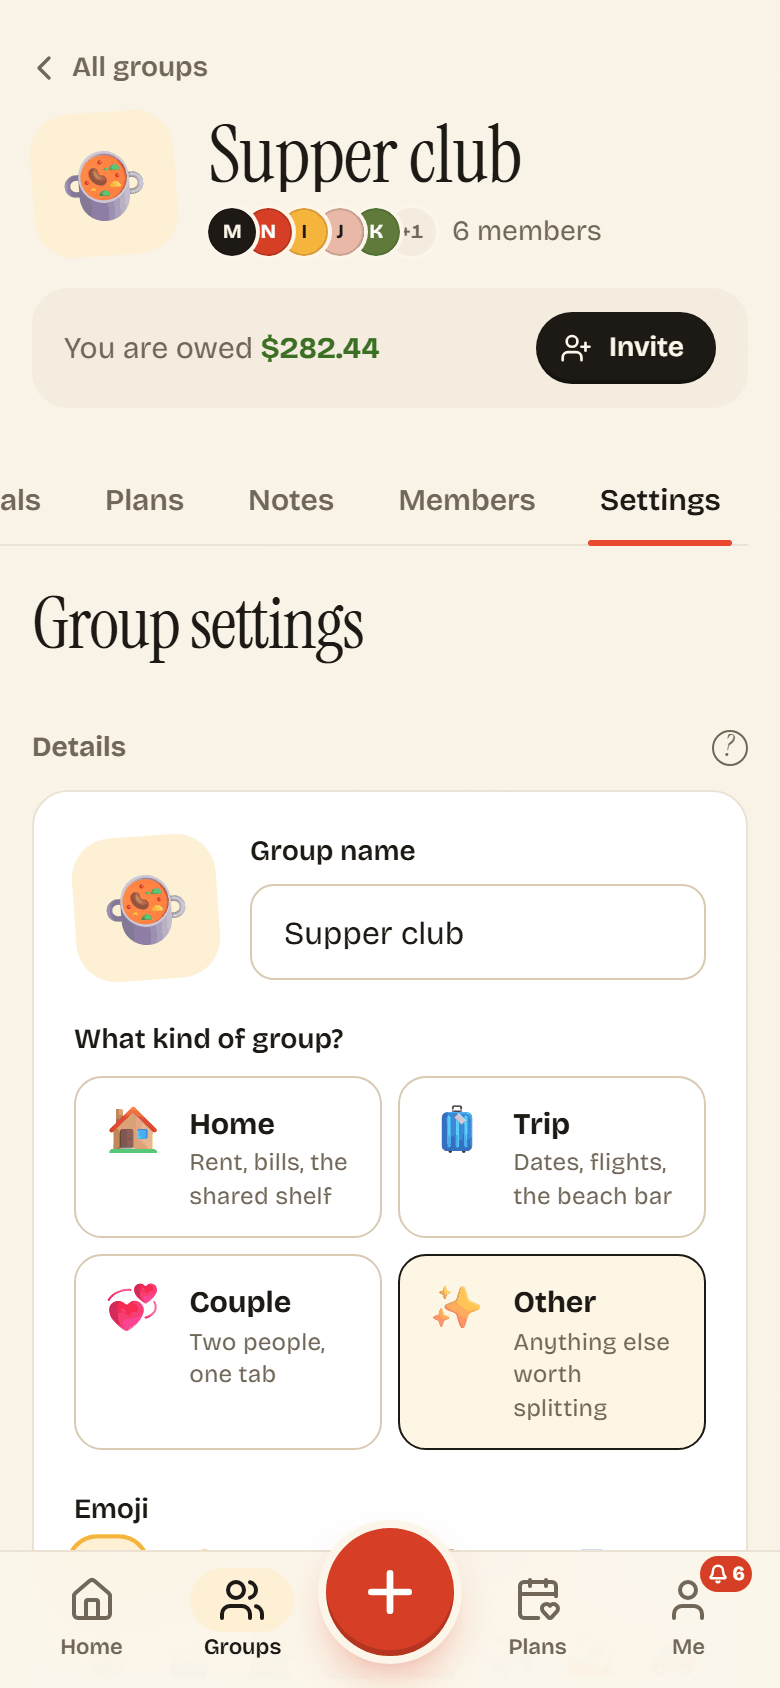 All groups
Supper club
M N I J K +1 6 members
You are owed $282.44
Invite
als Plans Notes Members Settings
Group settings
Details ?
Group name
Supper club
What kind of group?
Home
Rent, bills, the
shared shelf
Trip
Dates, flights,
the beach bar
Couple
Two people,
one tab
Other
Anything else
worth
splitting
Emoji
6
Home Groups Plans Me